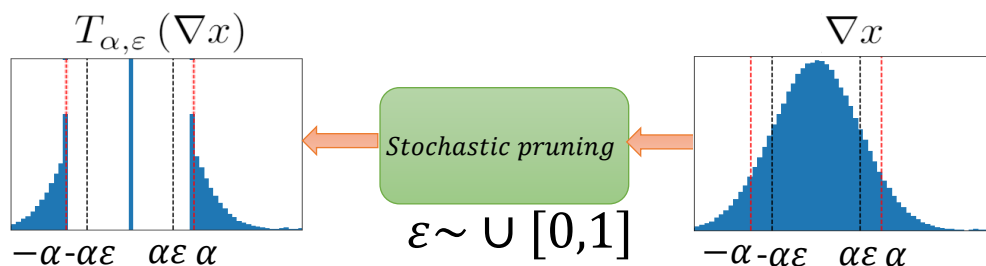 T_{α,ε} (∇x)
∇x
Stochastic pruning
ε~ ∪ [0,1]
−α -αε αε α
−α -αε αε α